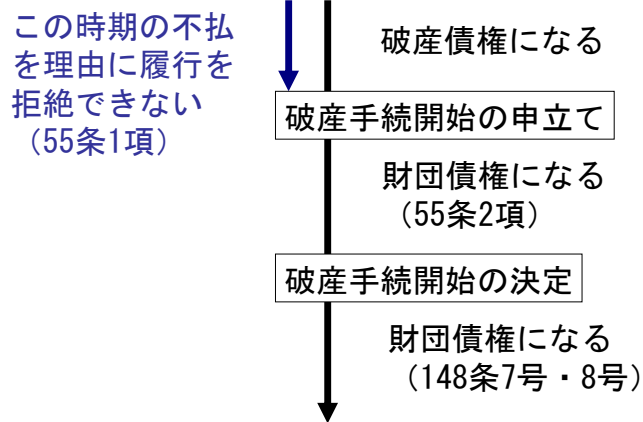 この時期の不払
を理由に履行を
拒絶できない
（55条1項）
破産債権になる
破産手続開始の申立て
財団債権になる
（55条2項）
破産手続開始の決定
財団債権になる
（148条7号・8号）